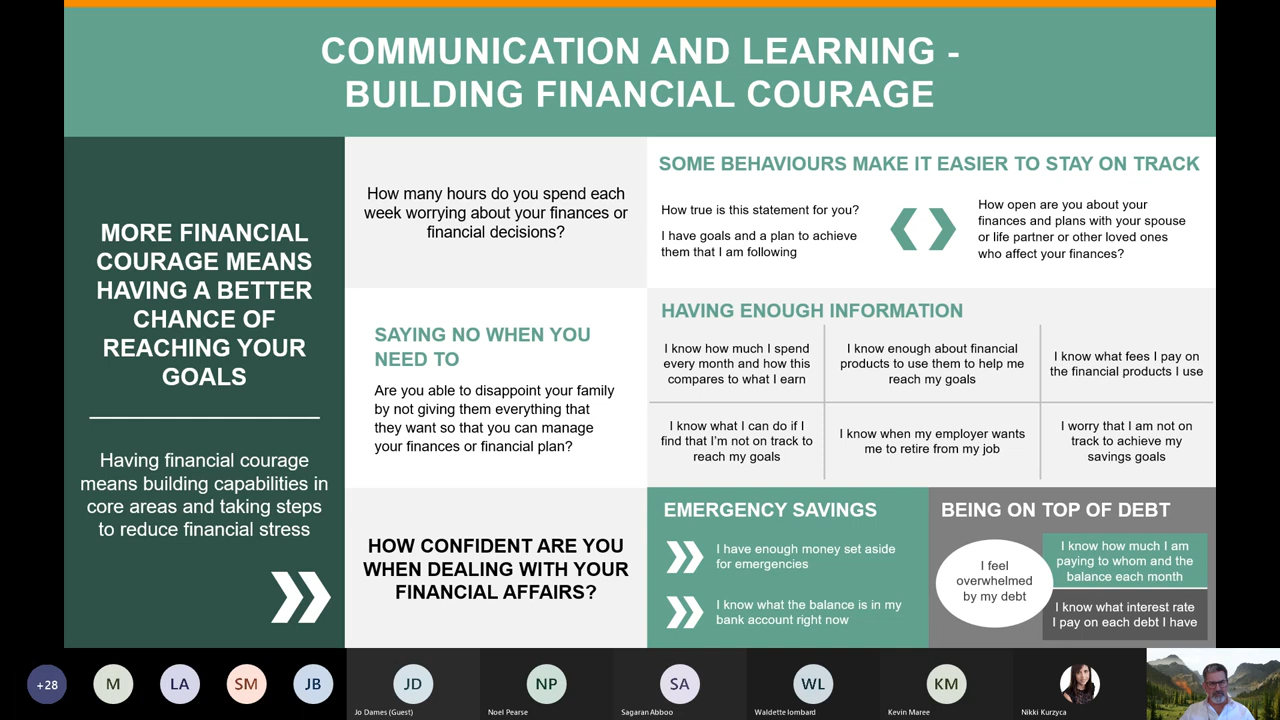 COMMUNICATION AND LEARNING -
BUILDING FINANCIAL COURAGE
MORE FINANCIAL
COURAGE MEANS
HAVING A BETTER
CHANCE OF
REACHING YOUR
GOALS
Having financial courage
means building capabilities in
core areas and taking steps
to reduce financial stress
How many hours do you spend each
week worrying about your finances or
financial decisions?
SAYING NO WHEN YOU
NEED TO
Are you able to disappoint your family
by not giving them everything that
they want so that you can manage
your finances or financial plan?
HOW CONFIDENT ARE YOU
WHEN DEALING WITH YOUR
FINANCIAL AFFAIRS?
SOME BEHAVIOURS MAKE IT EASIER TO STAY ON TRACK
How true is this statement for you?
I have goals and a plan to achieve
them that I am following
How open are you about your
finances and plans with your spouse
or life partner or other loved ones
who affect your finances?
HAVING ENOUGH INFORMATION
I know how much I spend
every month and how this
compares to what I earn
I know enough about financial
products to use them to help me
reach my goals
I know what fees I pay on
the financial products I use
I know what I can do if I
find that I'm not on track to
reach my goals
I know when my employer wants
me to retire from my job
I worry that I am not on
track to achieve my
savings goals
EMERGENCY SAVINGS
I have enough money set aside
for emergencies
I know what the balance is in my
bank account right now
BEING ON TOP OF DEBT
I feel
overwhelmed
by my debt
I know how much I am
paying to whom and the
balance each month
I know what interest rate
I pay on each debt I have
+28
M
LA
SM
JB
JD
Jo Dames (Guest)
NP
Noel Pearse
SA
Sagaran Abboo
WL
Waldette lombard
KM
Kevin Maree
Nikki Kurzyca